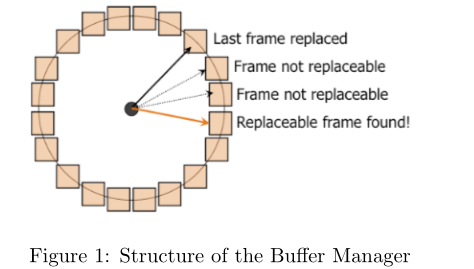 Last frame replaced
Frame not replaceable
Frame not replaceable
Replaceable frame found!
Figure 1: Structure of the Buffer Manager